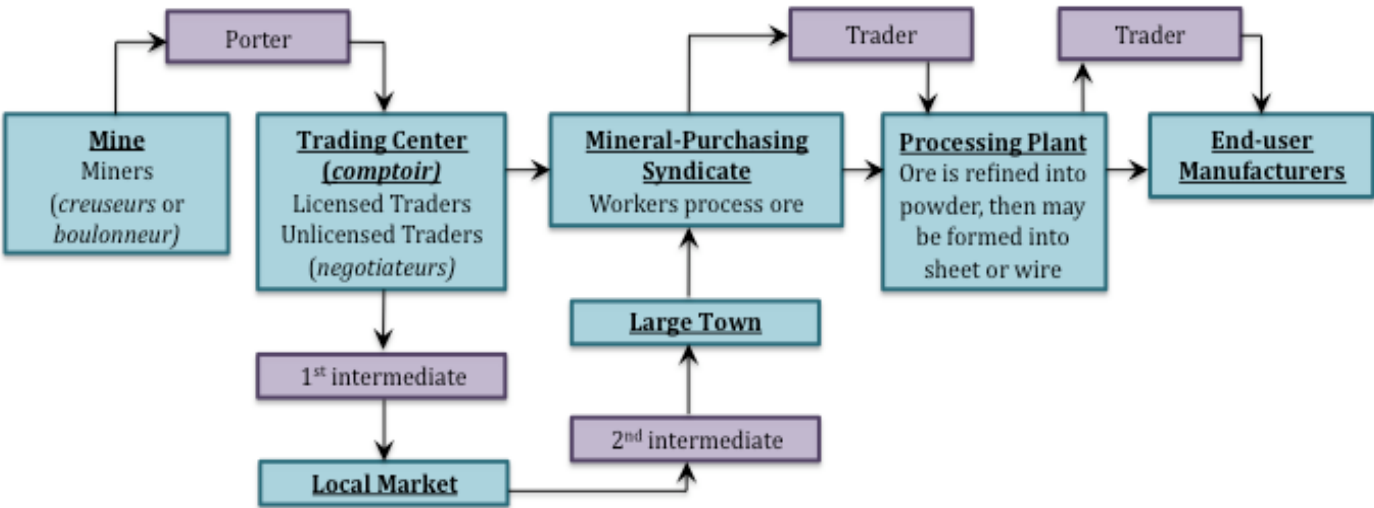 Porter
Trader
Trader
Mine
Miners
(creuseurs or
boulonneur)
Trading Center
(comptoir)
Licensed Traders
Unlicensed Traders
(negotiateurs)
Mineral-Purchasing
Syndicate
Workers process ore
Processing Plant
Ore is refined into
powder, then may
be formed into
sheet or wire
End-user
Manufacturers
Large Town
1st intermediate
2nd intermediate
Local Market